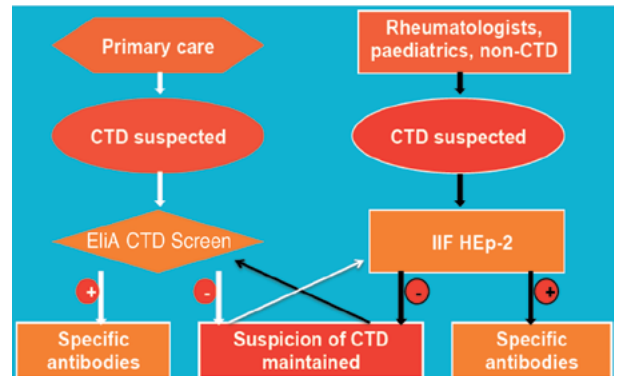 Primary care
Rheumatologists,
paediatrics, non-CTD
CTD suspected
CTD suspected
EliA CTD Screen
IIF HEp-2
+
-
-
+
Specific
antibodies
Suspicion of CTD
maintained
Specific
antibodies